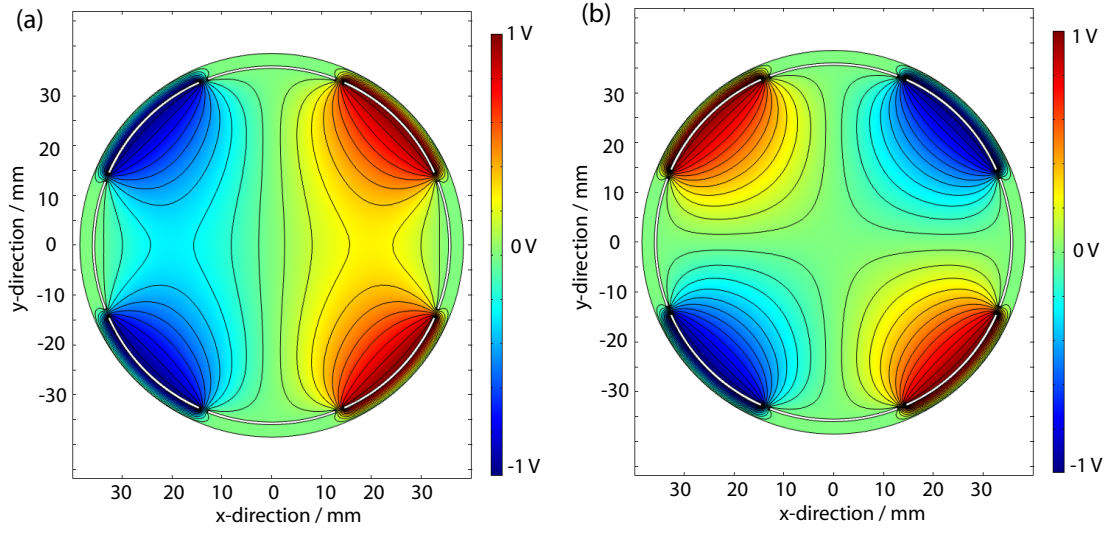 (a)
1 V
0 V
-1 V
30
20
10
0
-10
-20
-30
y-direction / mm
30 20 10 0 10 20 30
x-direction / mm
(b)
1 V
0 V
-1 V
30
20
10
0
-10
-20
-30
y-direction / mm
30 20 10 0 10 20 30
x-direction / mm